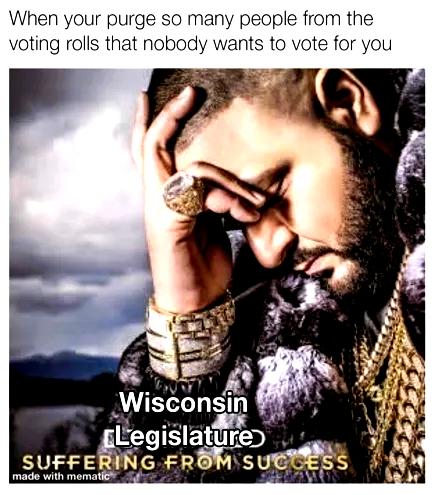 When your purge so many people from the
voting rolls that nobody wants to vote for you
Wisconsin
Legislature
SUFFERING FROM SUCCESS
made with mematic